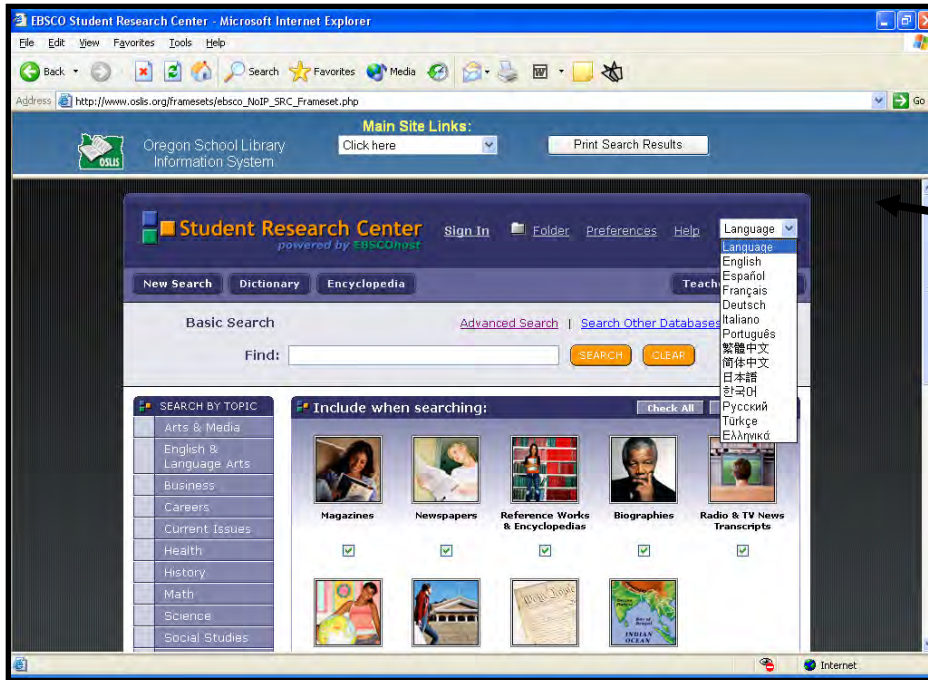 EBSCO Student Research Center - Microsoft Internet Explorer
File Edit View Favorites Tools Help
Back Search Favorites Media
Address http://www.oslis.org/framesets/ebsco_NoIP_SRC_Frameset.php Go
Main Site Links:
OSLIS Oregon School Library Information System
Click here Print Search Results
Student Research Center
powered by EBSCOhost
Sign In Folder Preferences Help Language
Language
English
Español
Français
Deutsch
Italiano
Português
繁體中文
简体中文
日本語
한국어
Русский
Türkçe
Ελληνικά
New Search Dictionary Encyclopedia
Basic Search Advanced Search | Search Other Databases
Find: SEARCH CLEAR
SEARCH BY TOPIC
Arts & Media
English &
Language Arts
Business
Careers
Current Issues
Health
History
Math
Science
Social Studies
Include when searching: Check All
Magazines
Newspapers
Reference Works
& Encyclopedias
Biographies
Radio & TV News
Transcripts
INDIAN
OCEAN
Internet